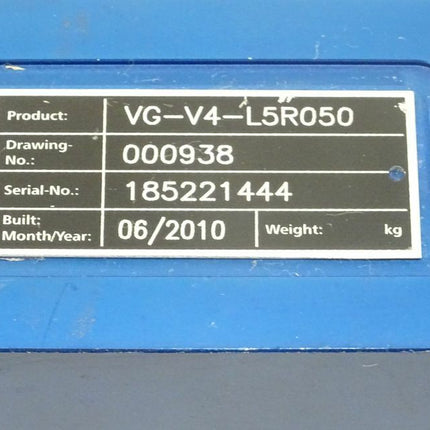 Product: VG-V4-L5R050
Drawing-
No.: 000938
Serial-No.: 185221444
Built:
Month/Year: 06/2010 Weight: kg